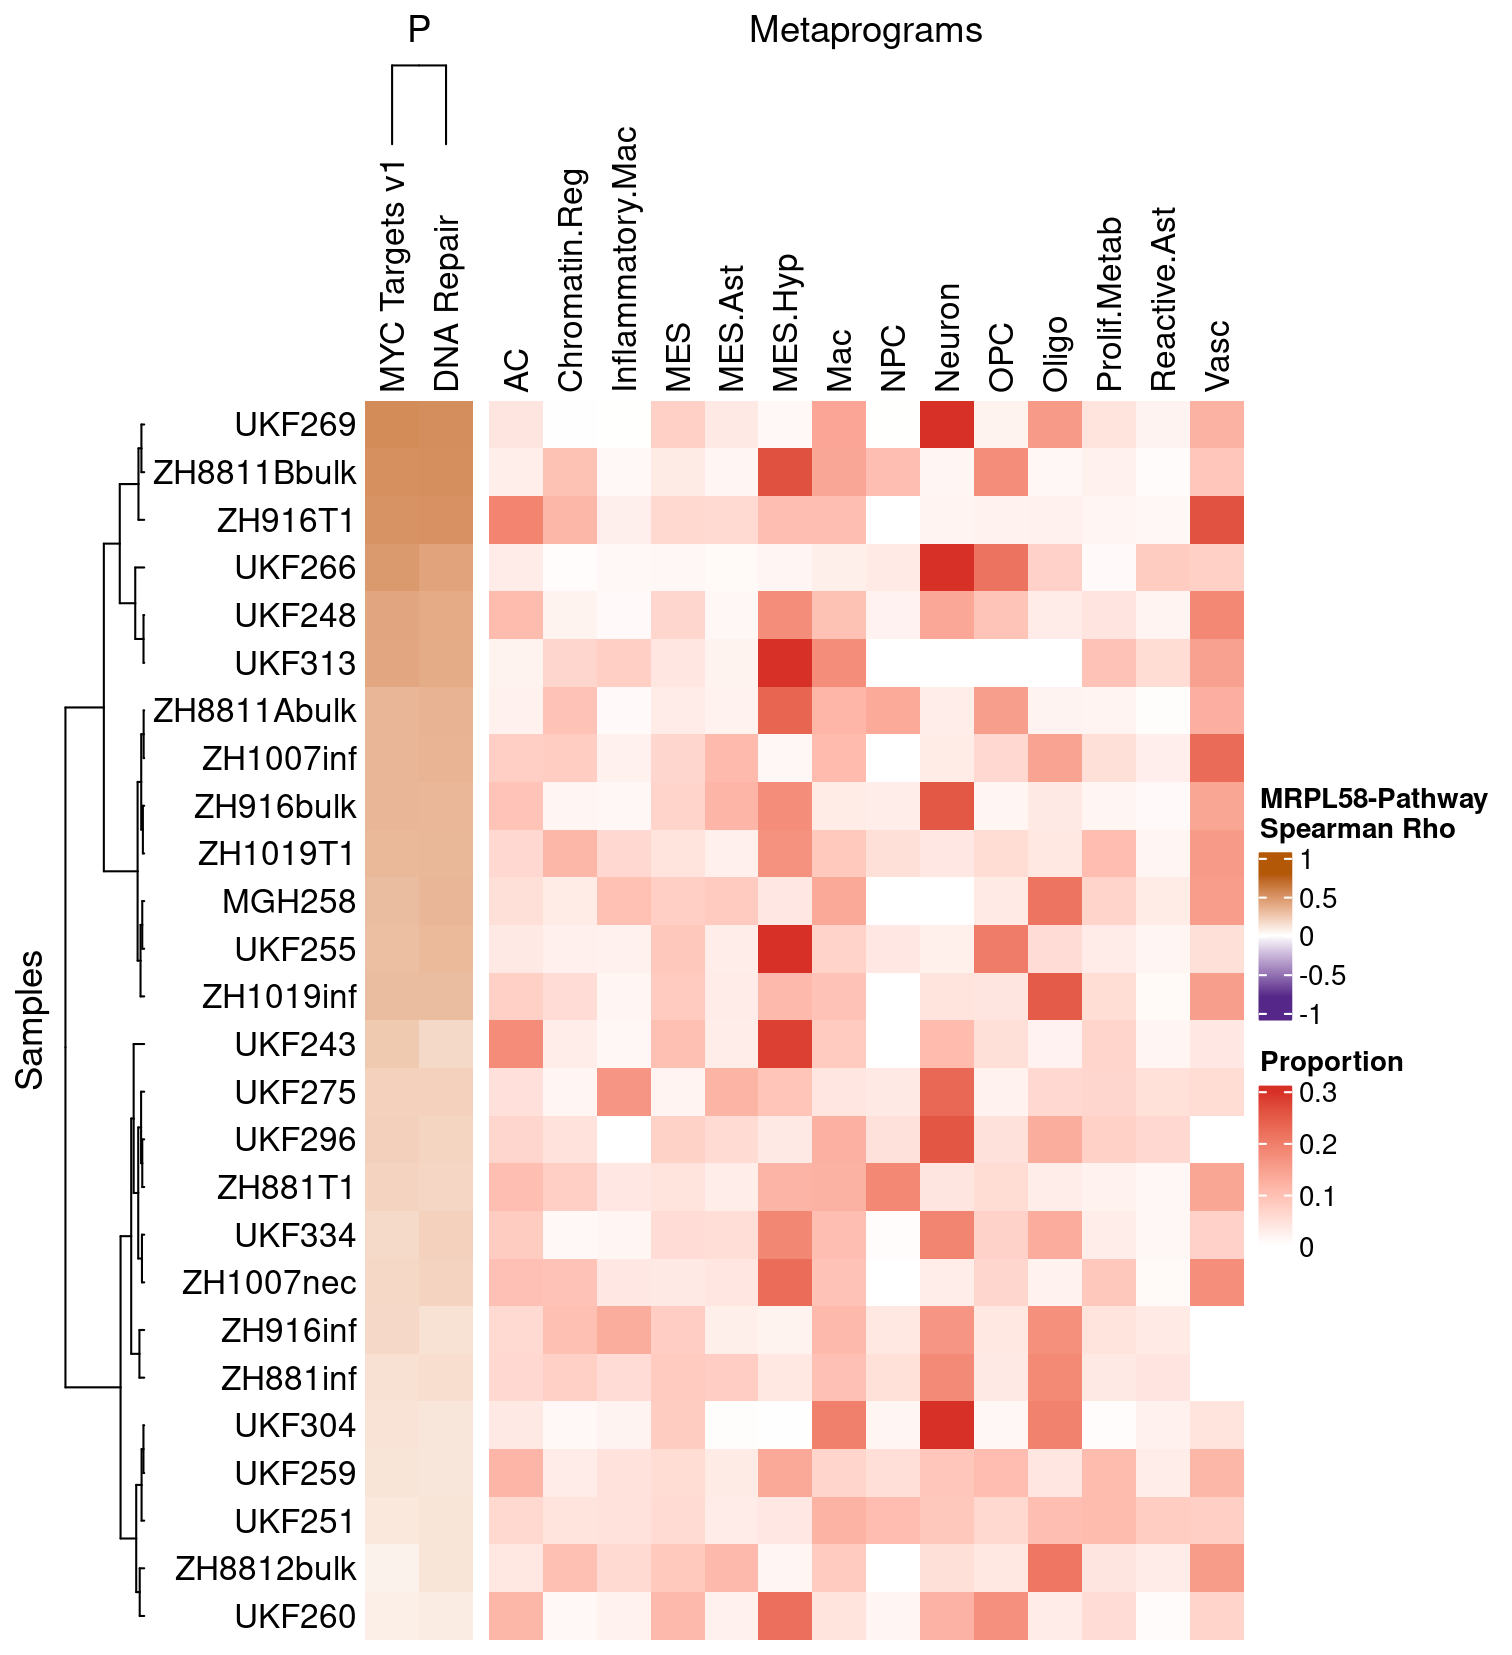 P
Metaprograms
MYC Targets v1
DNA Repair
AC
Chromatin.Reg
Inflammatory.Mac
MES
MES.Ast
MES.Hyp
Mac
NPC
Neuron
OPC
Oligo
Prolif.Metab
Reactive.Ast
Vasc
Samples
UKF269
ZH8811Bbulk
ZH916T1
UKF266
UKF248
UKF313
ZH8811Abulk
ZH1007inf
ZH916bulk
ZH1019T1
MGH258
UKF255
ZH1019inf
UKF243
UKF275
UKF296
ZH881T1
UKF334
ZH1007nec
ZH916inf
ZH881inf
UKF304
UKF259
UKF251
ZH8812bulk
UKF260
MRPL58-Pathway
Spearman Rho
1
0.5
0
-0.5
-1
Proportion
0.3
0.2
0.1
0